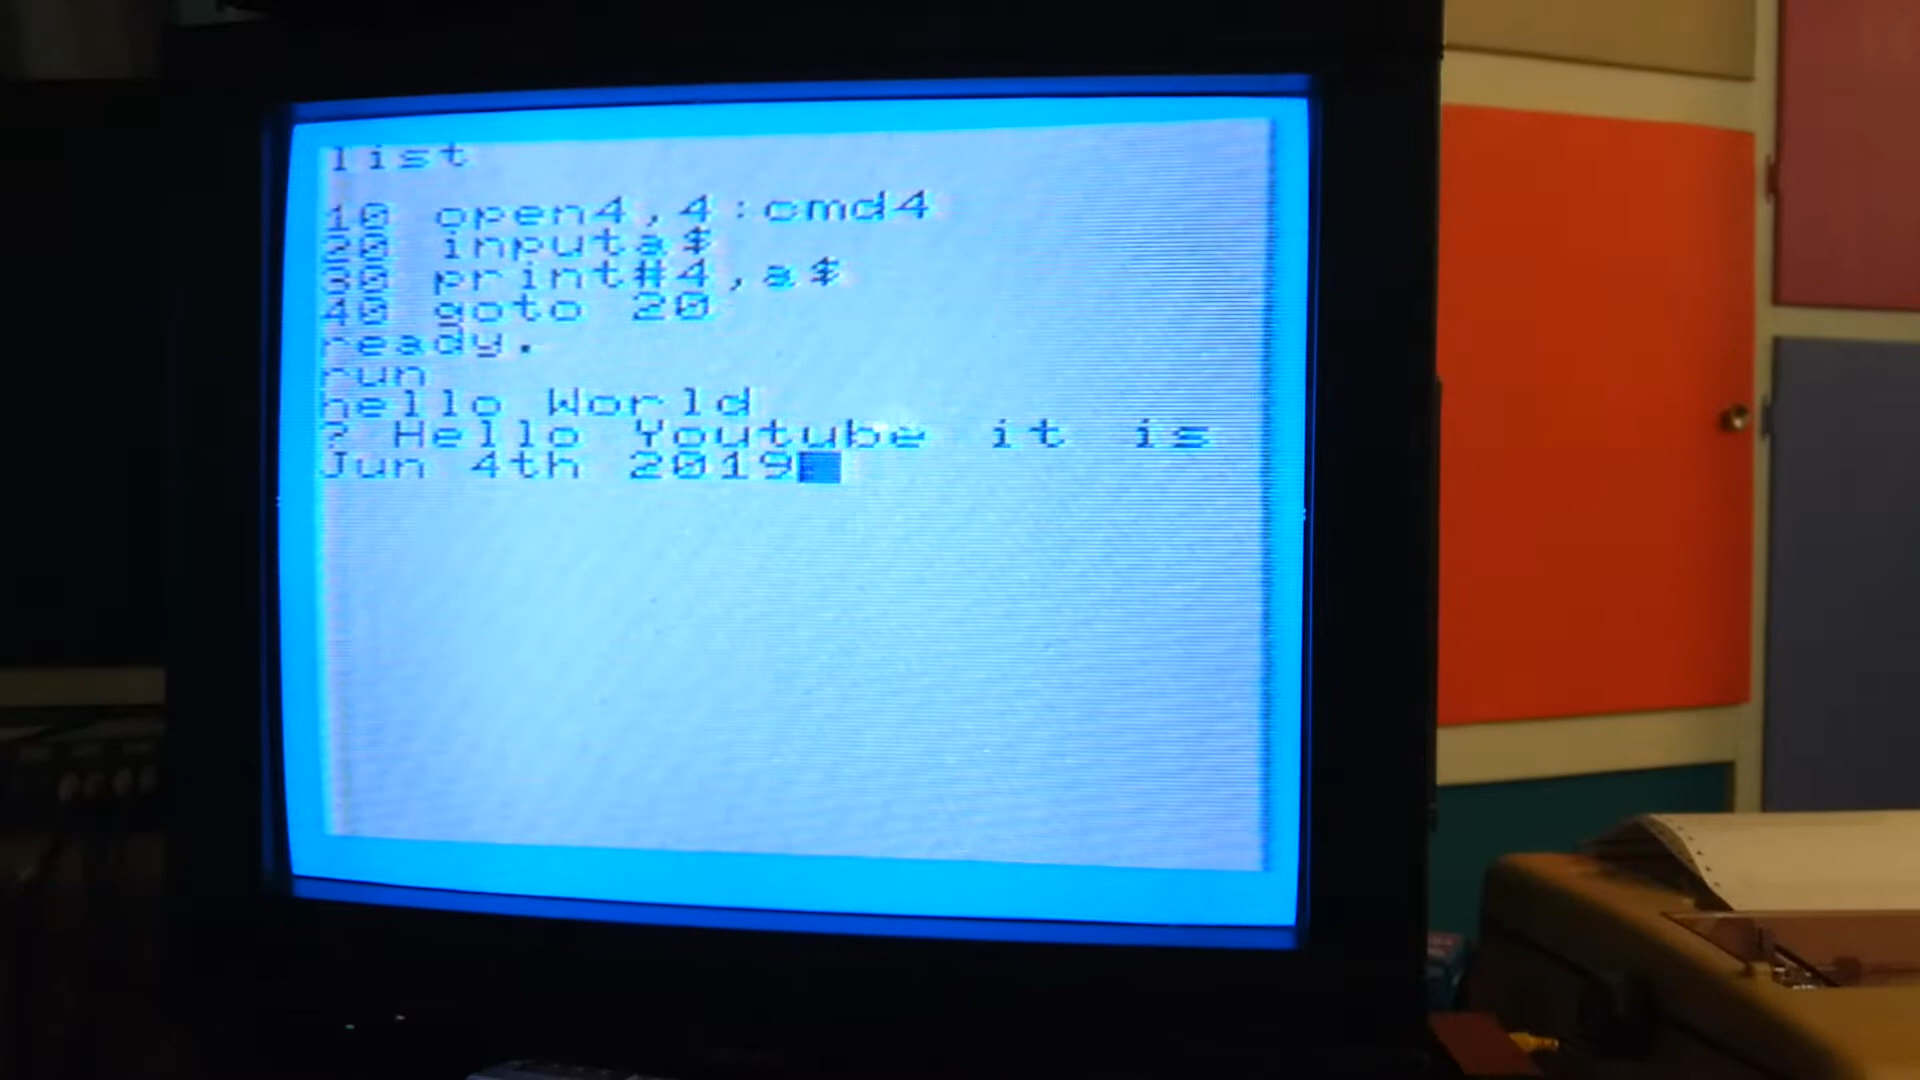 list
10 open4,4:cmd4
20 inputa$
30 print#4,a$
40 goto 20
ready.
run
hello World
? Hello Youtube it is
Jun 4th 2019